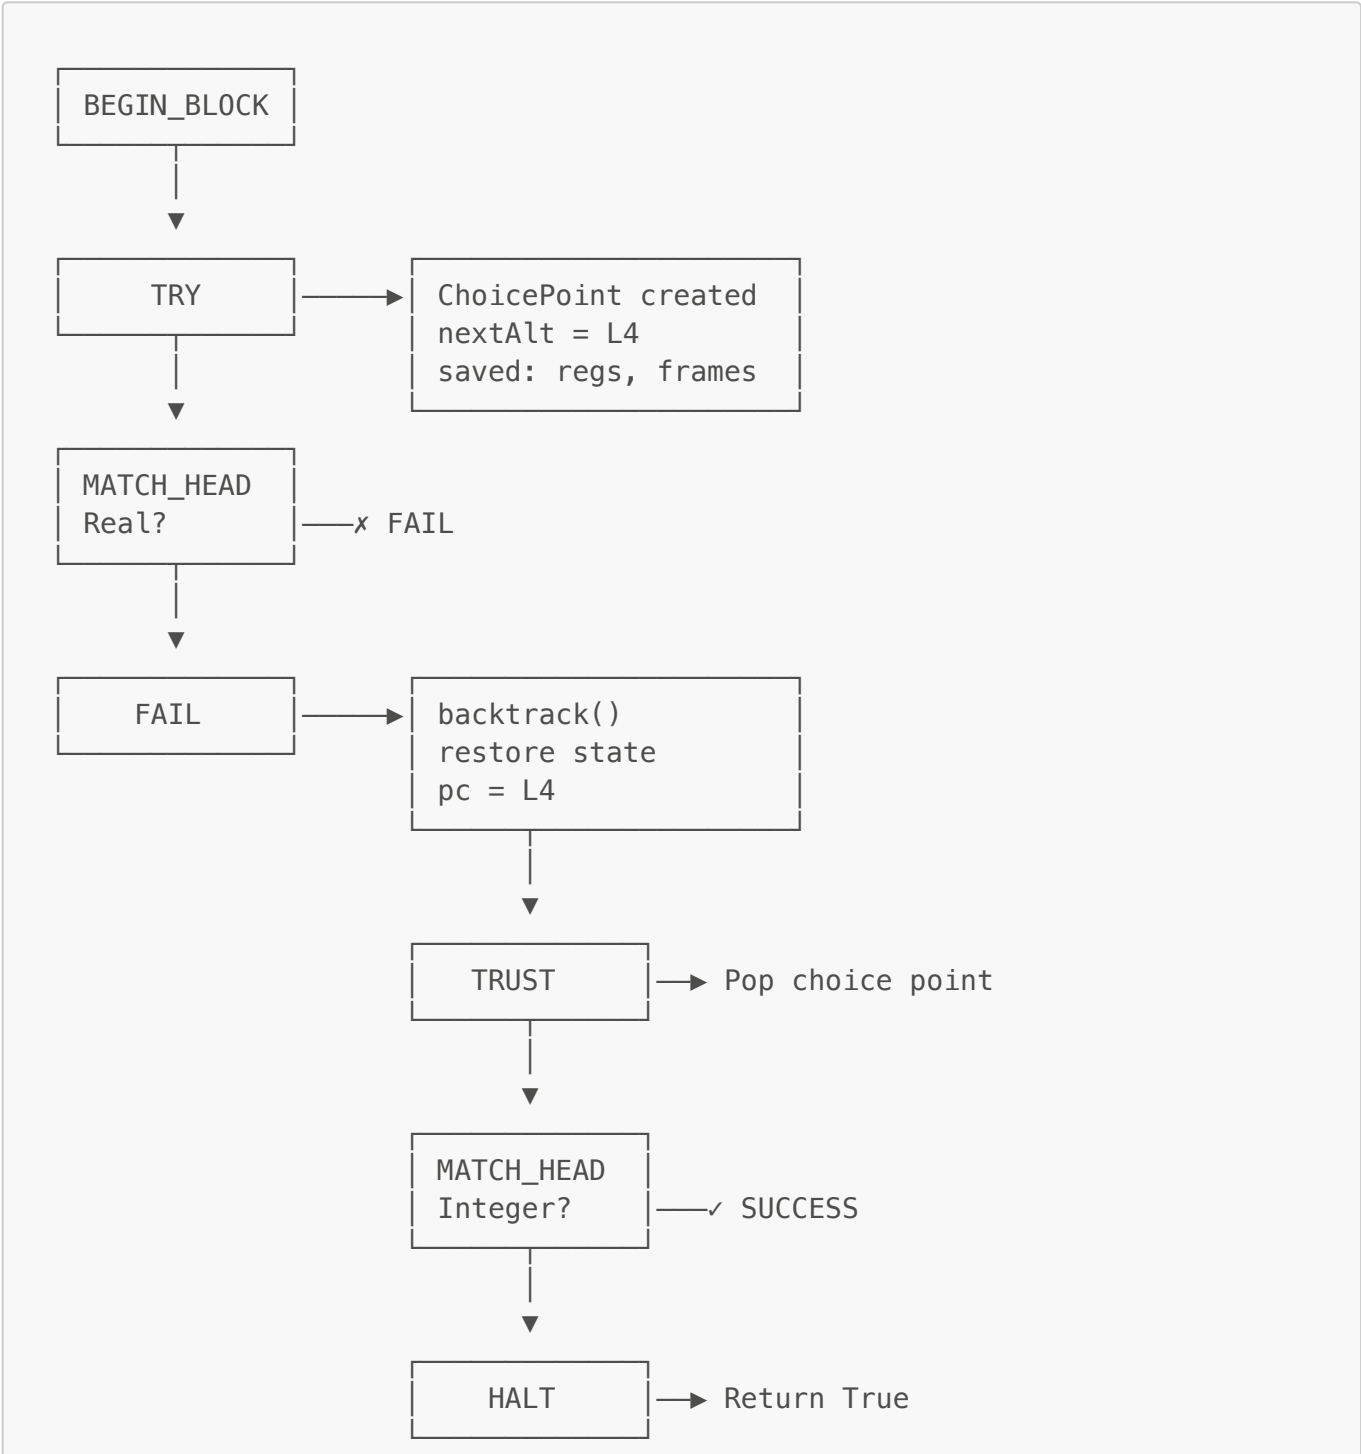 BEGIN_BLOCK
TRY
ChoicePoint created
nextAlt = L4
saved: regs, frames
MATCH_HEAD
Real?
✗ FAIL
FAIL
backtrack()
restore state
pc = L4
TRUST
Pop choice point
MATCH_HEAD
Integer?
✓ SUCCESS
HALT
Return True